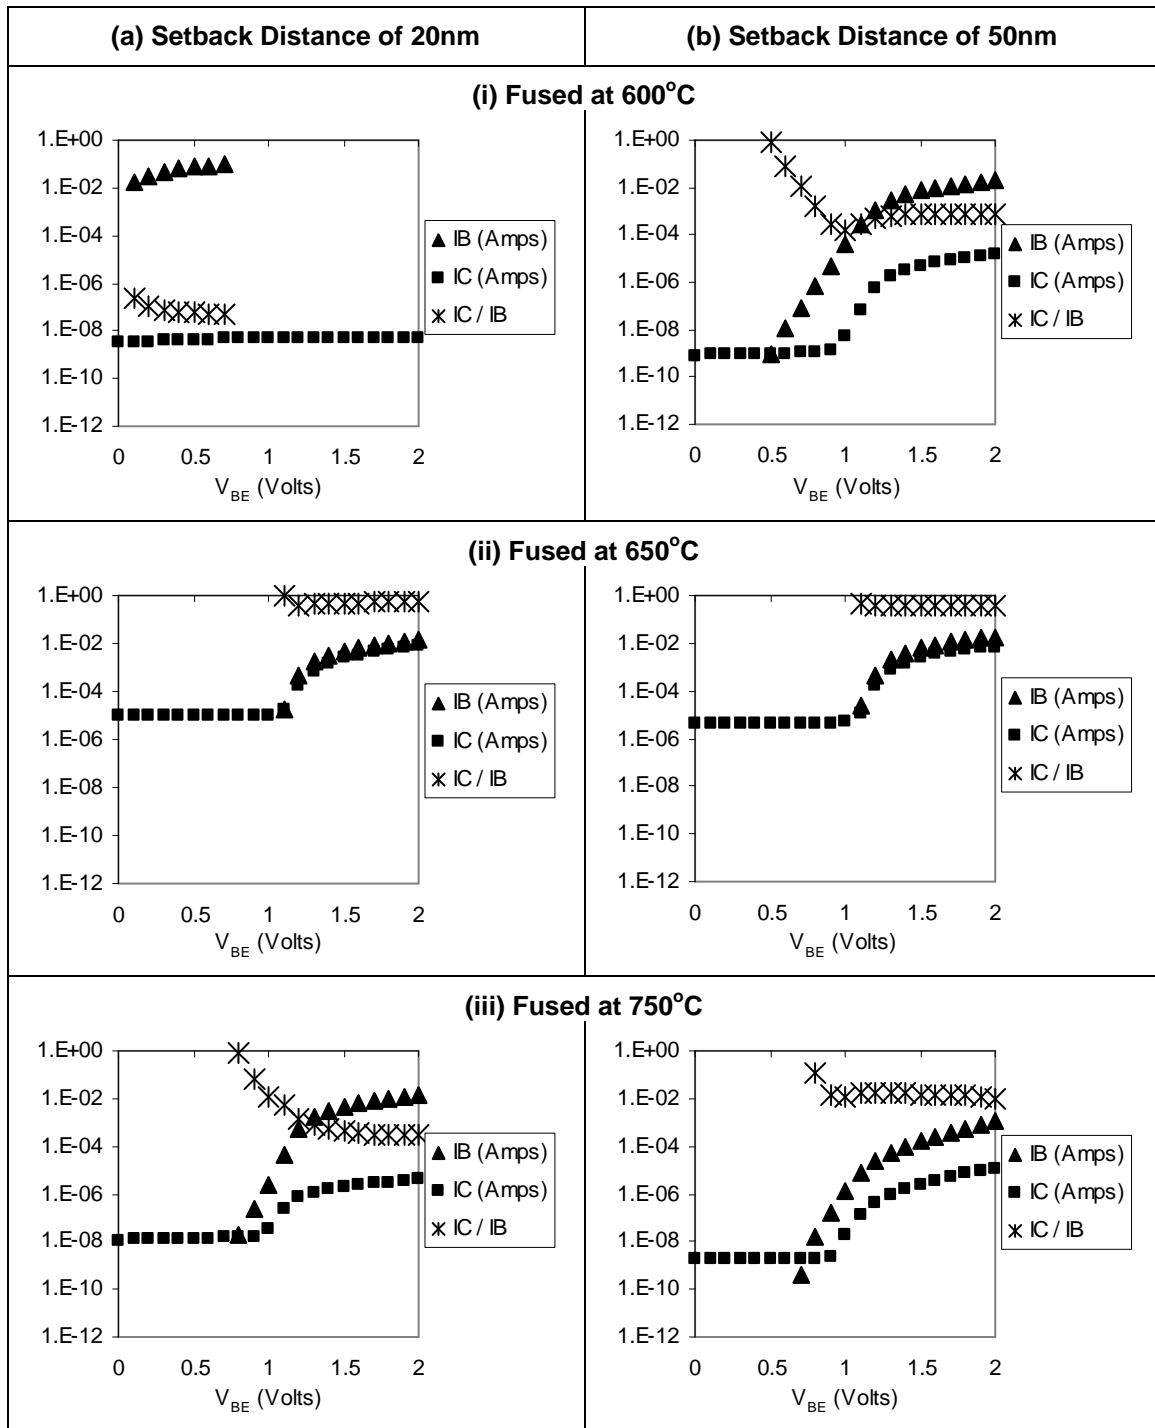 (a) Setback Distance of 20nm
(b) Setback Distance of 50nm
(i) Fused at 600°C
1.E+00
1.E-02
1.E-04
1.E-06
1.E-08
1.E-10
1.E-12
0 0.5 1 1.5 2
V_BE (Volts)
IB (Amps)
IC (Amps)
IC / IB
1.E+00
1.E-02
1.E-04
1.E-06
1.E-08
1.E-10
1.E-12
0 0.5 1 1.5 2
V_BE (Volts)
IB (Amps)
IC (Amps)
IC / IB
(ii) Fused at 650°C
1.E+00
1.E-02
1.E-04
1.E-06
1.E-08
1.E-10
1.E-12
0 0.5 1 1.5 2
V_BE (Volts)
IB (Amps)
IC (Amps)
IC / IB
1.E+00
1.E-02
1.E-04
1.E-06
1.E-08
1.E-10
1.E-12
0 0.5 1 1.5 2
V_BE (Volts)
IB (Amps)
IC (Amps)
IC / IB
(iii) Fused at 750°C
1.E+00
1.E-02
1.E-04
1.E-06
1.E-08
1.E-10
1.E-12
0 0.5 1 1.5 2
V_BE (Volts)
IB (Amps)
IC (Amps)
IC / IB
1.E+00
1.E-02
1.E-04
1.E-06
1.E-08
1.E-10
1.E-12
0 0.5 1 1.5 2
V_BE (Volts)
IB (Amps)
IC (Amps)
IC / IB